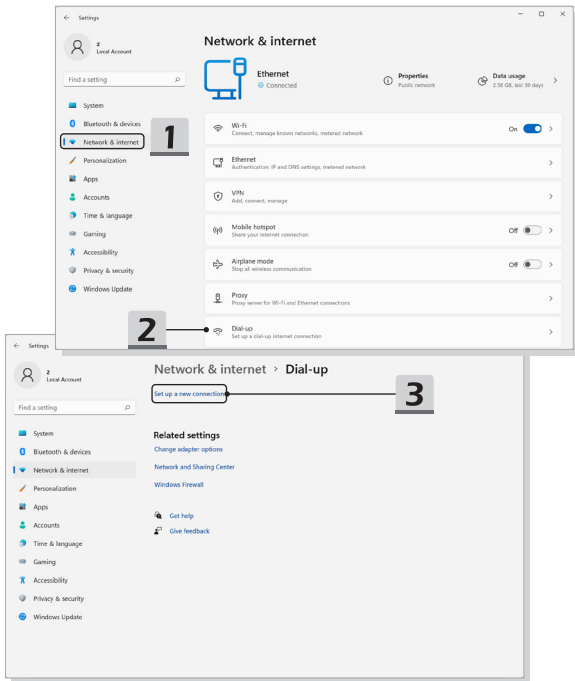 Settings
z
Local Account
Find a setting
System
Bluetooth & devices
Network & internet
Personalization
Apps
Accounts
Time & language
Gaming
Accessibility
Privacy & security
Windows Update
1
Network & internet
Ethernet
Connected
Properties
Public network
Data usage
2.58 GB, last 30 days
Wi-Fi
Connect, manage known networks, metered network
On
Ethernet
Authentication, IP and DNS settings, metered network
VPN
Add, connect, manage
Mobile hotspot
Share your internet connection
Off
Airplane mode
Stop all wireless communication
Off
Proxy
Proxy server for Wi-Fi and Ethernet connections
2
Dial-up
Set up a dial-up internet connection
Settings
z
Local Account
Find a setting
System
Bluetooth & devices
Network & internet
Personalization
Apps
Accounts
Time & language
Gaming
Accessibility
Privacy & security
Windows Update
Network & internet > Dial-up
Set up a new connection
3
Related settings
Change adapter options
Network and Sharing Center
Windows Firewall
Get help
Give feedback